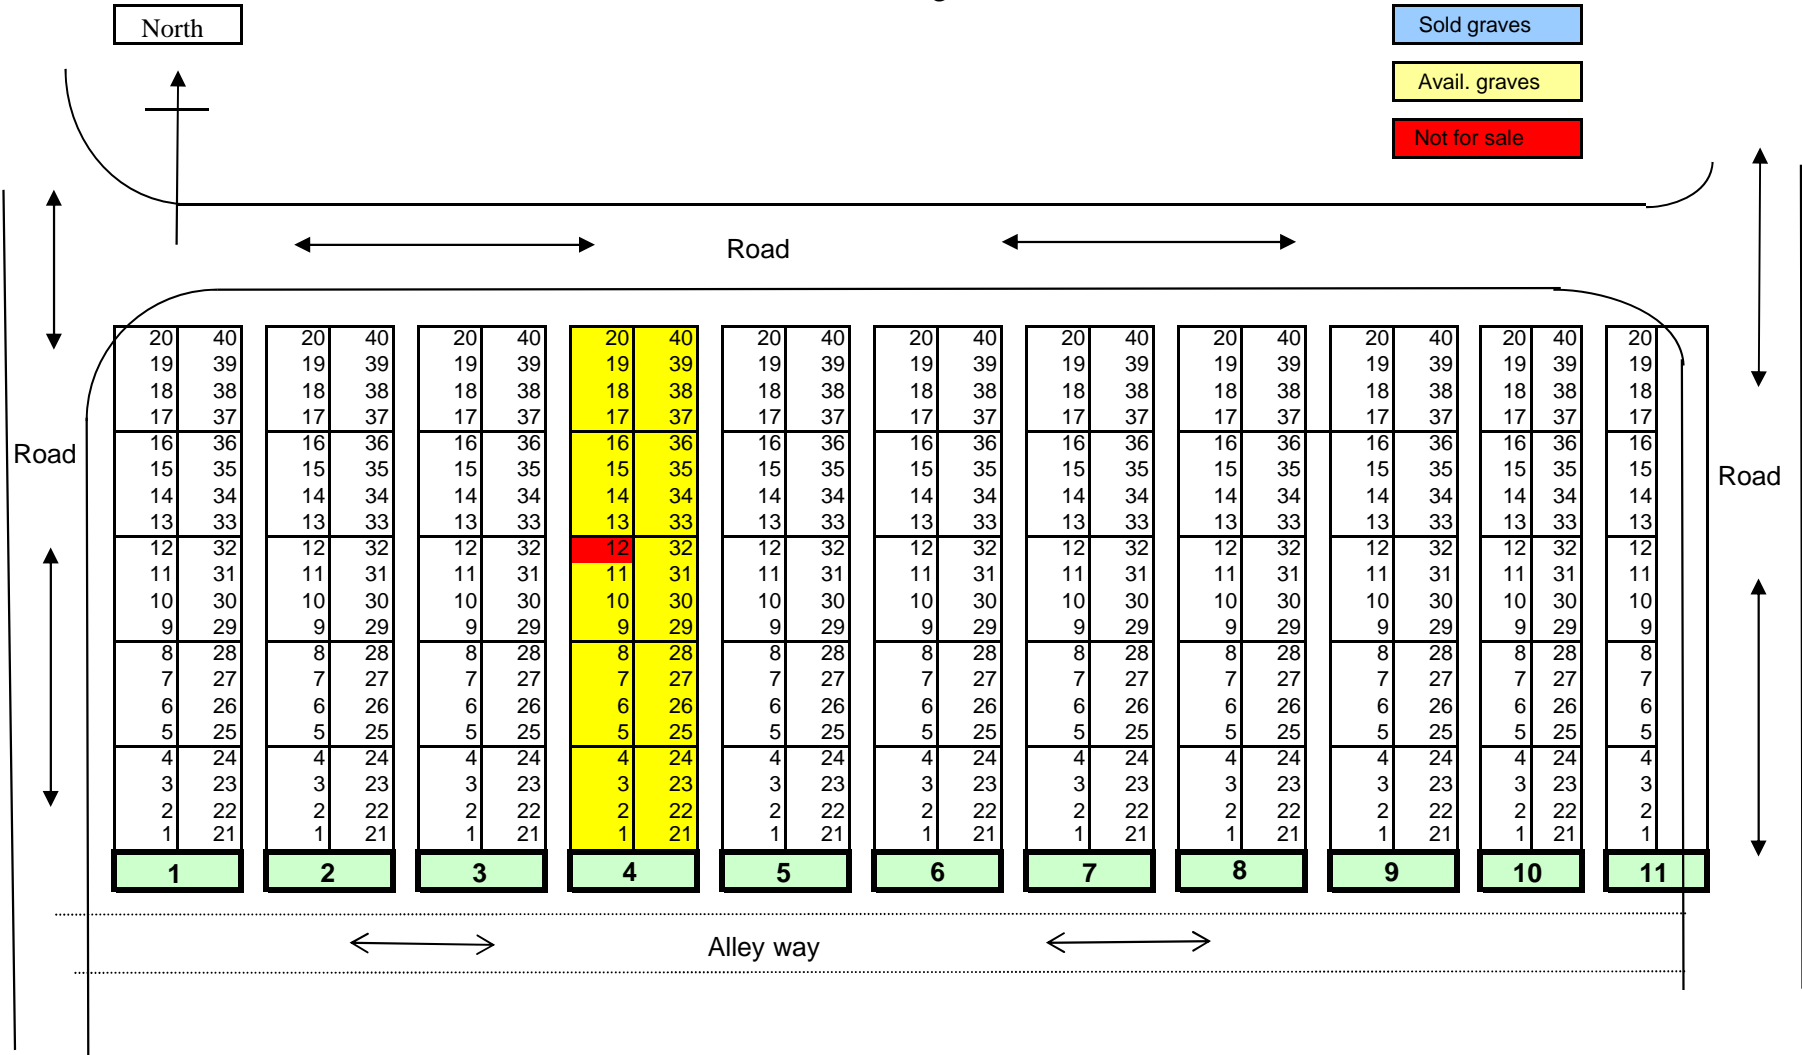 North
Sold graves
Avail. graves
Not for sale
Road
20 40 20 40 20 40 20 40 20 40 20 40 20 40 20 40 20 40 20 40 20
19 39 19 39 19 39 19 39 19 39 19 39 19 39 19 39 19 39 19 39 19
18 38 18 38 18 38 18 38 18 38 18 38 18 38 18 38 18 38 18 38 18
17 37 17 37 17 37 17 37 17 37 17 37 17 37 17 37 17 37 17 37 17
16 36 16 36 16 36 16 36 16 36 16 36 16 36 16 36 16 36 16 36 16
Road
15 35 15 35 15 35 15 35 15 35 15 35 15 35 15 35 15 35 15 35 15
Road
14 34 14 34 14 34 14 34 14 34 14 34 14 34 14 34 14 34 14 34 14
13 33 13 33 13 33 13 33 13 33 13 33 13 33 13 33 13 33 13 33 13
12 32 12 32 12 32 12 32 12 32 12 32 12 32 12 32 12 32 12 32 12
11 31 11 31 11 31 11 31 11 31 11 31 11 31 11 31 11 31 11 31 11
10 30 10 30 10 30 10 30 10 30 10 30 10 30 10 30 10 30 10 30 10
9 29 9 29 9 29 9 29 9 29 9 29 9 29 9 29 9 29 9 29 9
8 28 8 28 8 28 8 28 8 28 8 28 8 28 8 28 8 28 8 28 8
7 27 7 27 7 27 7 27 7 27 7 27 7 27 7 27 7 27 7 27 7
6 26 6 26 6 26 6 26 6 26 6 26 6 26 6 26 6 26 6 26 6
5 25 5 25 5 25 5 25 5 25 5 25 5 25 5 25 5 25 5 25 5
4 24 4 24 4 24 4 24 4 24 4 24 4 24 4 24 4 24 4 24 4
3 23 3 23 3 23 3 23 3 23 3 23 3 23 3 23 3 23 3 23 3
2 22 2 22 2 22 2 22 2 22 2 22 2 22 2 22 2 22 2 22 2
1 21 1 21 1 21 1 21 1 21 1 21 1 21 1 21 1 21 1 21 1
1 2 3 4 5 6 7 8 9 10 11
Alley way